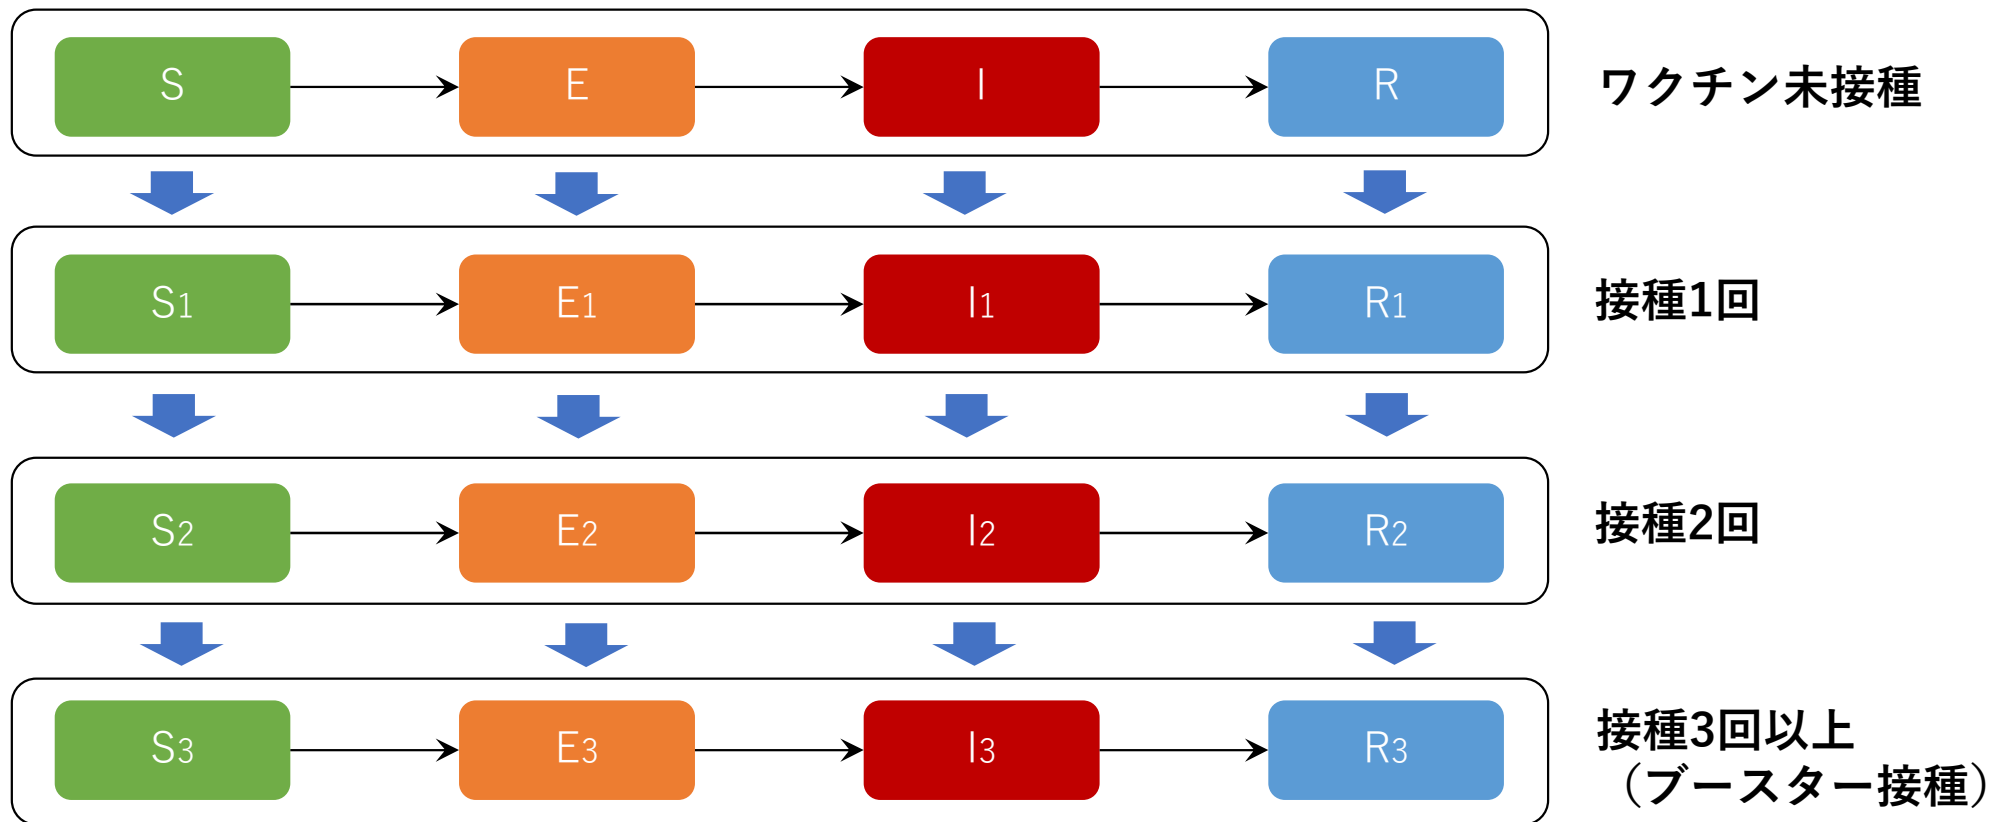 S E I R ワクチン未接種
S1 E1 I1 R1 接種1回
S2 E2 I2 R2 接種2回
S3 E3 I3 R3 接種3回以上
（ブースター接種）